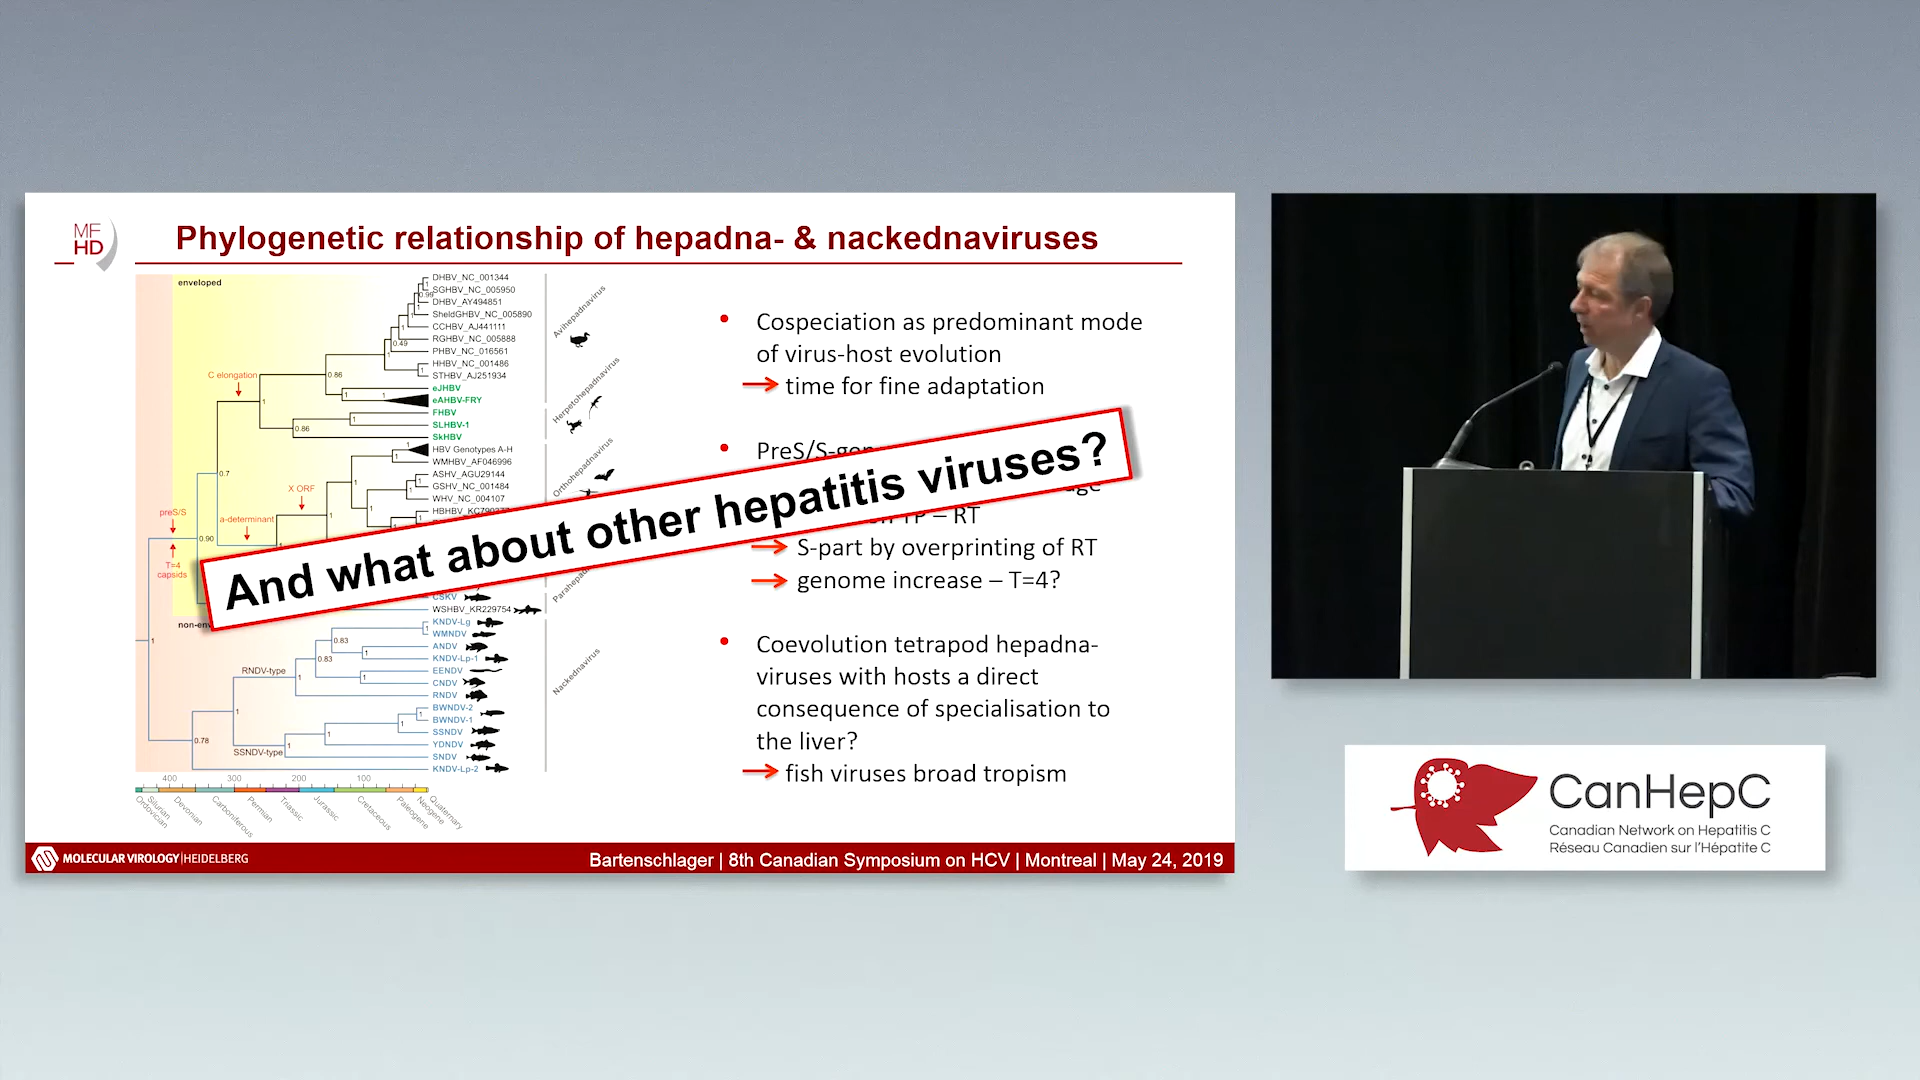 MF
HD
Phylogenetic relationship of hepadna- & nackednaviruses
enveloped
DHBV_NC_001344
SGHBV_NC_005950
DHBV_AY494851
SheldGHBV_NC_005890
CCHBV_AJ441111
RGHBV_NC_005888
PHBV_NC_016561
HHBV_NC_001486
STHBV_AJ251934
eJHBV
eAHBV-FRY
FHBV
SLHBV-1
SkHBV
HBV Genotypes A-H
WMHBV_AF046996
ASHV_AGU29144
GSHV_NC_001484
WHV_NC_004107
CSKV
WSHBV_KR229754
KNDV-Lg
WMNDV
ANDV
KNDV-Lp-1
EENDV
CNDV
RNDV
BWNDV-2
BWNDV-1
SSNDV
YDNDV
SNDV
KNDV-Lp-2
C elongation
X ORF
a-determinant
preS/S
T=4
capsids
RNDV-type
SSNDV-type
0.99
0.49
0.86
0.86
0.7
0.90
0.83
0.83
0.78
Avihepadnavirus
Herpetohepadnavirus
Orthohepadnavirus
Nackednavirus
400
300
200
100
Ordovician
Silurian
Devonian
Carboniferous
Permian
Triassic
Jurassic
Cretaceous
Paleogene
Neogene
Quaternary
• Cospeciation as predominant mode
of virus-host evolution
→ time for fine adaptation
• PreS/S-
TP – RT
→ S-part by overprinting of RT
→ genome increase – T=4?
• Coevolution tetrapod hepadna-
viruses with hosts a direct
consequence of specialisation to
the liver?
→ fish viruses broad tropism
And what about other hepatitis viruses?
MOLECULAR VIROLOGY|HEIDELBERG
Bartenschlager | 8th Canadian Symposium on HCV | Montreal | May 24, 2019
CanHepC
Canadian Network on Hepatitis C
Réseau Canadien sur l'Hépatite C